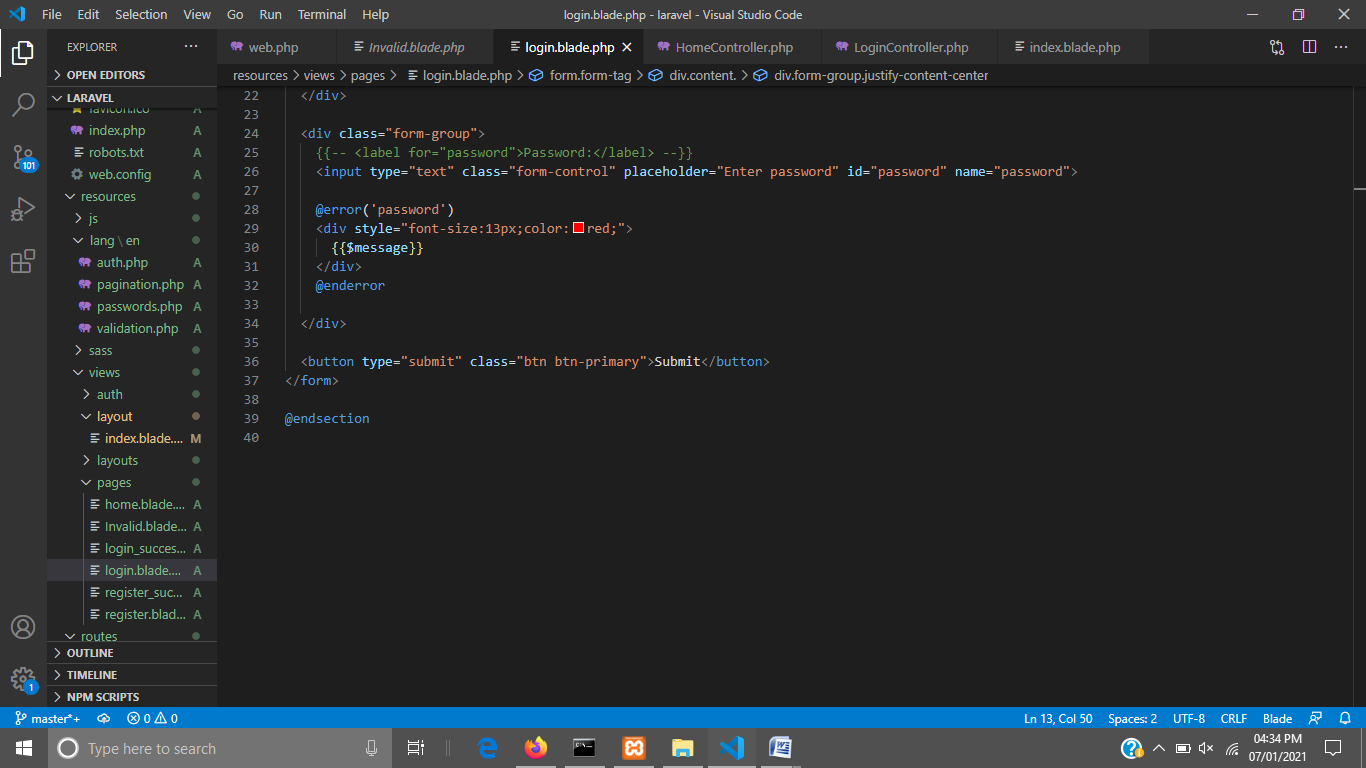 File Edit Selection View Go Run Terminal Help login.blade.php - laravel - Visual Studio Code
EXPLORER ··· web.php Invalid.blade.php login.blade.php HomeController.php LoginController.php index.blade.php ···
resources > views > pages > login.blade.php > form.form-tag > div.content. > div.form-group.justify-content-center
OPEN EDITORS
LARAVEL
favicon.ico A
index.php A
robots.txt A
web.config A
resources
js
lang \ en
auth.php A
pagination.php A
passwords.php A
validation.php A
sass
views
auth
layout
index.blade.... M
layouts
pages
home.blade.... A
Invalid.blade... A
login_succes... A
login.blade.... A
register_suc... A
register.blad... A
routes
OUTLINE
TIMELINE
NPM SCRIPTS
101
1
22 </div>
23
24 <div class="form-group">
25 {{-- <label for="password">Password:</label> --}}
26 <input type="text" class="form-control" placeholder="Enter password" id="password" name="password">
27
28 @error('password')
29 <div style="font-size:13px;color:red;">
30 {{$message}}
31 </div>
32 @enderror
33
34 </div>
35
36 <button type="submit" class="btn btn-primary">Submit</button>
37 </form>
38
39 @endsection
40
master*+ 0 0 Ln 13, Col 50 Spaces: 2 UTF-8 CRLF Blade
Type here to search
04:34 PM
07/01/2021